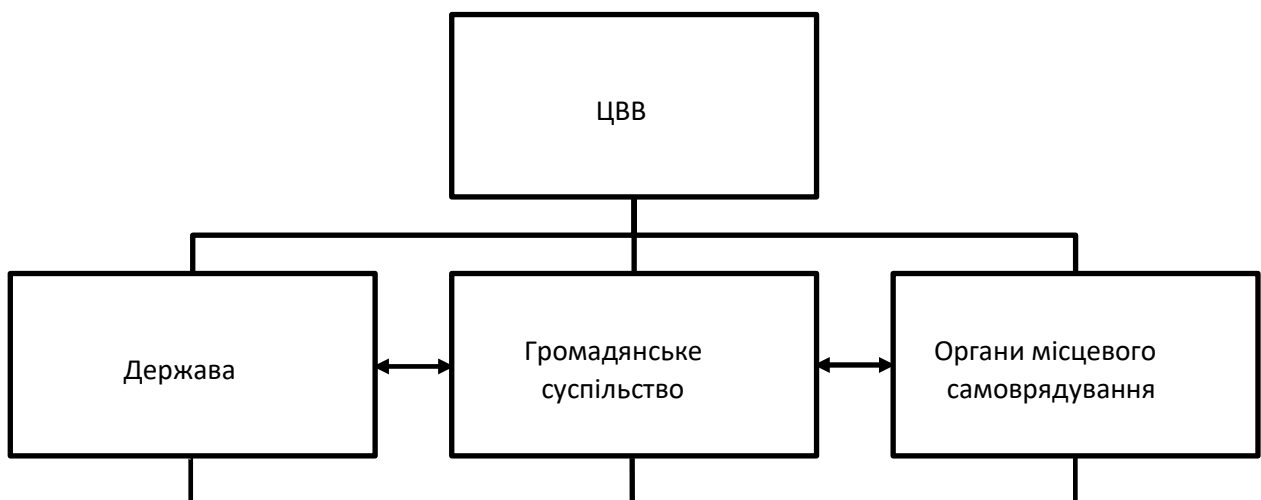 ЦВВ
Держава
Громадянське
суспільство
Органи місцевого
самоврядування